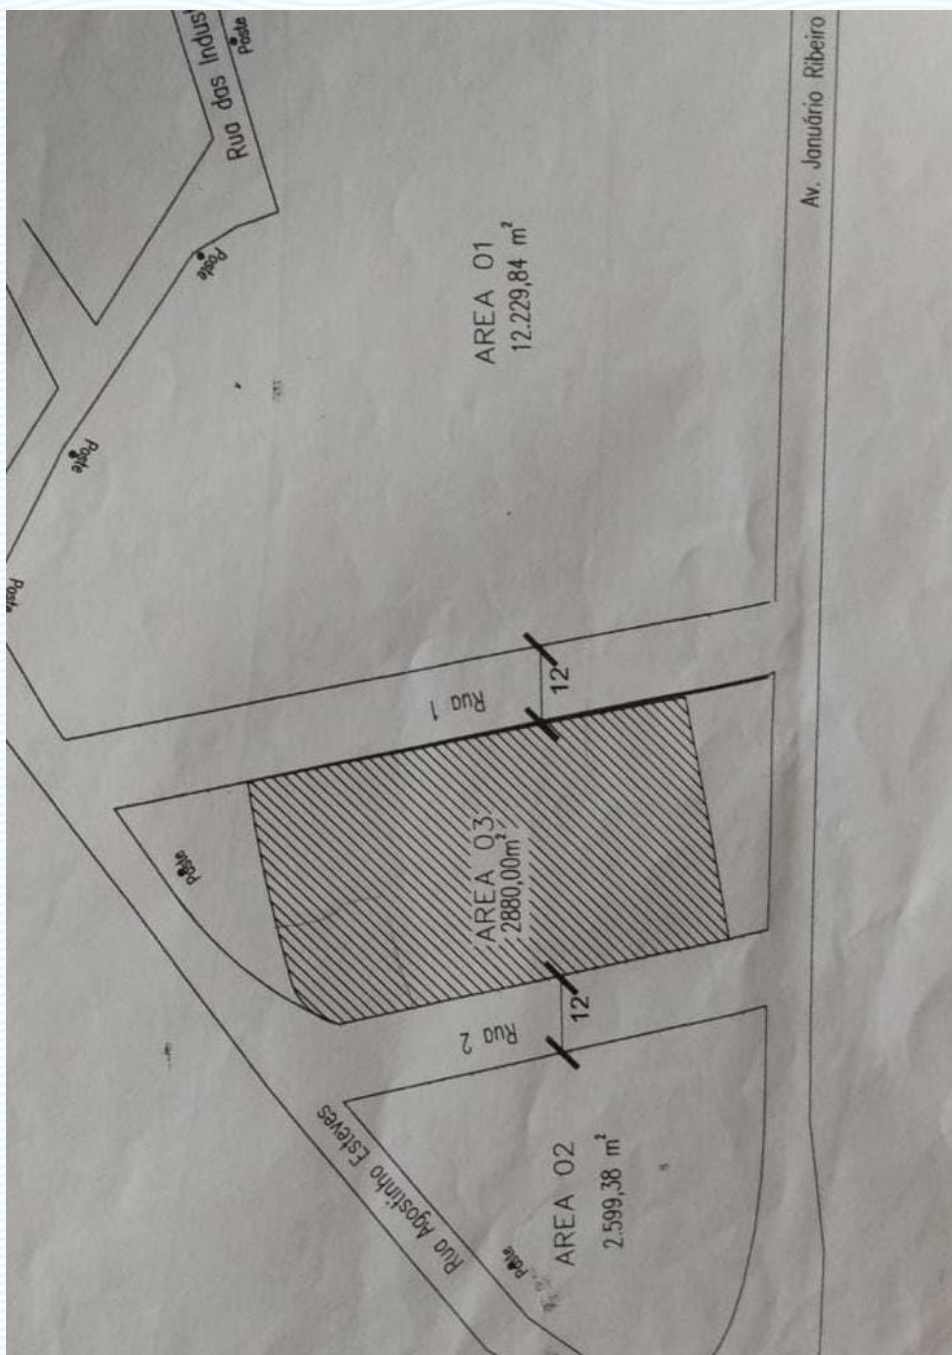 Rua das Indus
Poste
Av. Januário Ribeiro
Poste
AREA 01
12.229,84 m²
Poste
Poste
Rua 1
12
Poste
AREA 03
2880,00m²
Rua 2
12
Rua Agostinho Esteves
AREA 02
2.599,38 m²
Poste